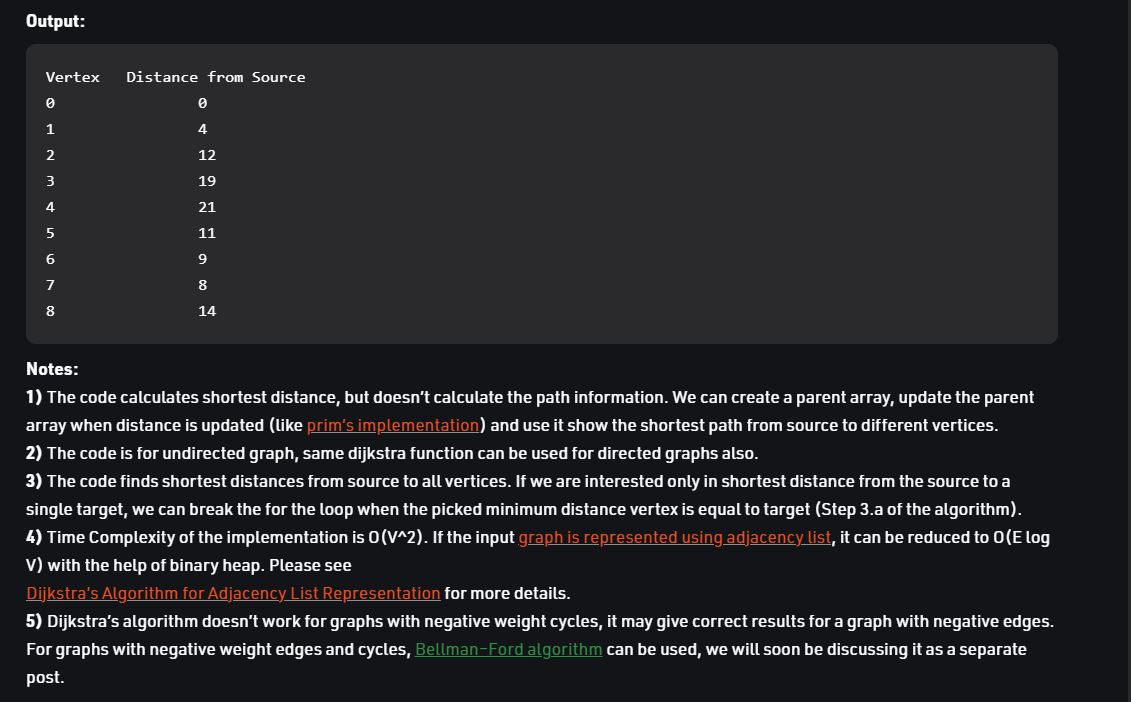 Output:
Vertex   Distance from Source
0                0
1                4
2                12
3                19
4                21
5                11
6                9
7                8
8                14
Notes:
1) The code calculates shortest distance, but doesn’t calculate the path information. We can create a parent array, update the parent
array when distance is updated (like prim’s implementation) and use it show the shortest path from source to different vertices.
2) The code is for undirected graph, same dijkstra function can be used for directed graphs also.
3) The code finds shortest distances from source to all vertices. If we are interested only in shortest distance from the source to a
single target, we can break the for the loop when the picked minimum distance vertex is equal to target (Step 3.a of the algorithm).
4) Time Complexity of the implementation is O(V^2). If the input graph is represented using adjacency list, it can be reduced to O(E log
V) with the help of binary heap. Please see
Dijkstra’s Algorithm for Adjacency List Representation for more details.
5) Dijkstra’s algorithm doesn’t work for graphs with negative weight cycles, it may give correct results for a graph with negative edges.
For graphs with negative weight edges and cycles, Bellman–Ford algorithm can be used, we will soon be discussing it as a separate
post.